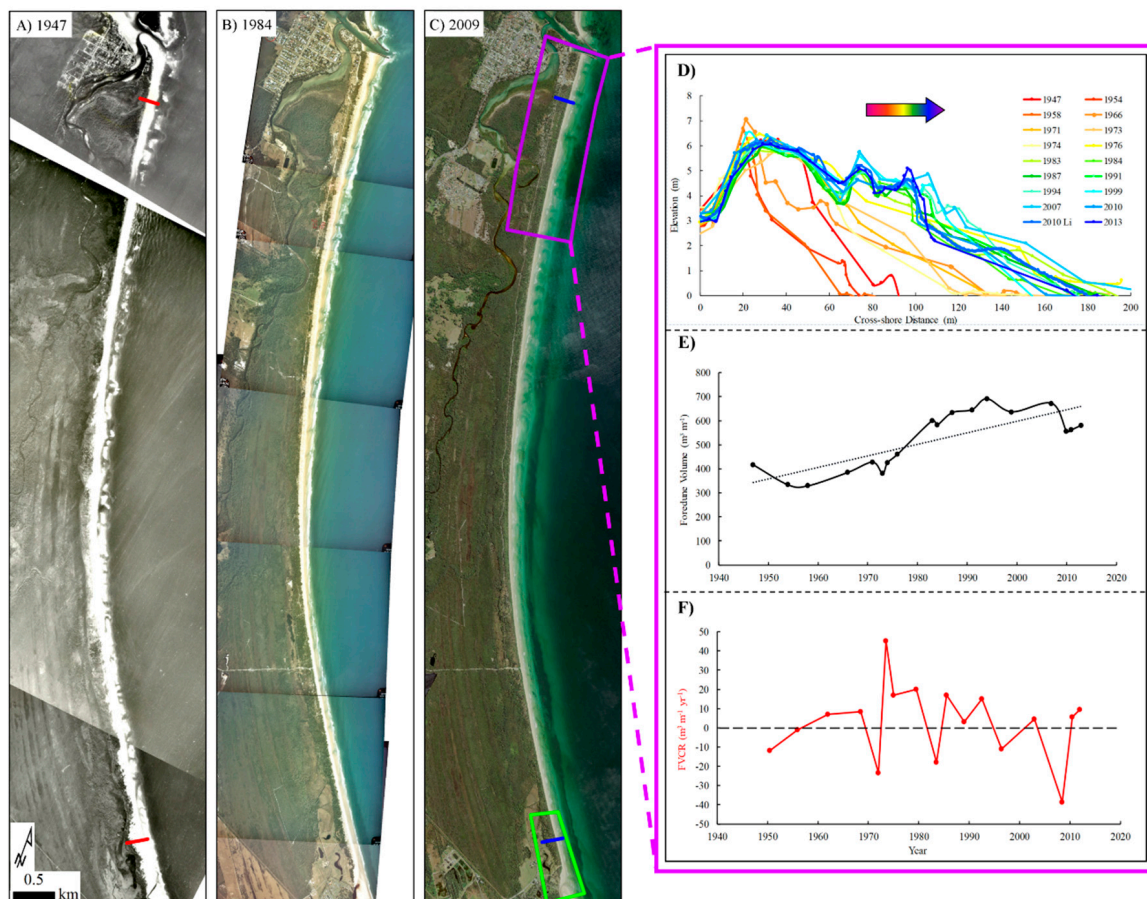 A) 1947
B) 1984
C) 2009
N
0.5
km
D)
1947 1954
1958 1966
1971 1973
1974 1976
1983 1984
1987 1991
1994 1999
2007 2010
2010 Li 2013
8
7
6
5
4
3
2
1
0
Elevation (m)
0 20 40 60 80 100 120 140 160 180 200
Cross-shore Distance (m)
E)
800
700
600
500
400
300
200
100
0
Foredune Volume (m³ m⁻¹)
1940 1950 1960 1970 1980 1990 2000 2010 2020
F)
50
40
30
20
10
0
-10
-20
-30
-40
-50
FVCR (m³ m⁻¹ yr⁻¹)
1940 1950 1960 1970 1980 1990 2000 2010 2020
Year